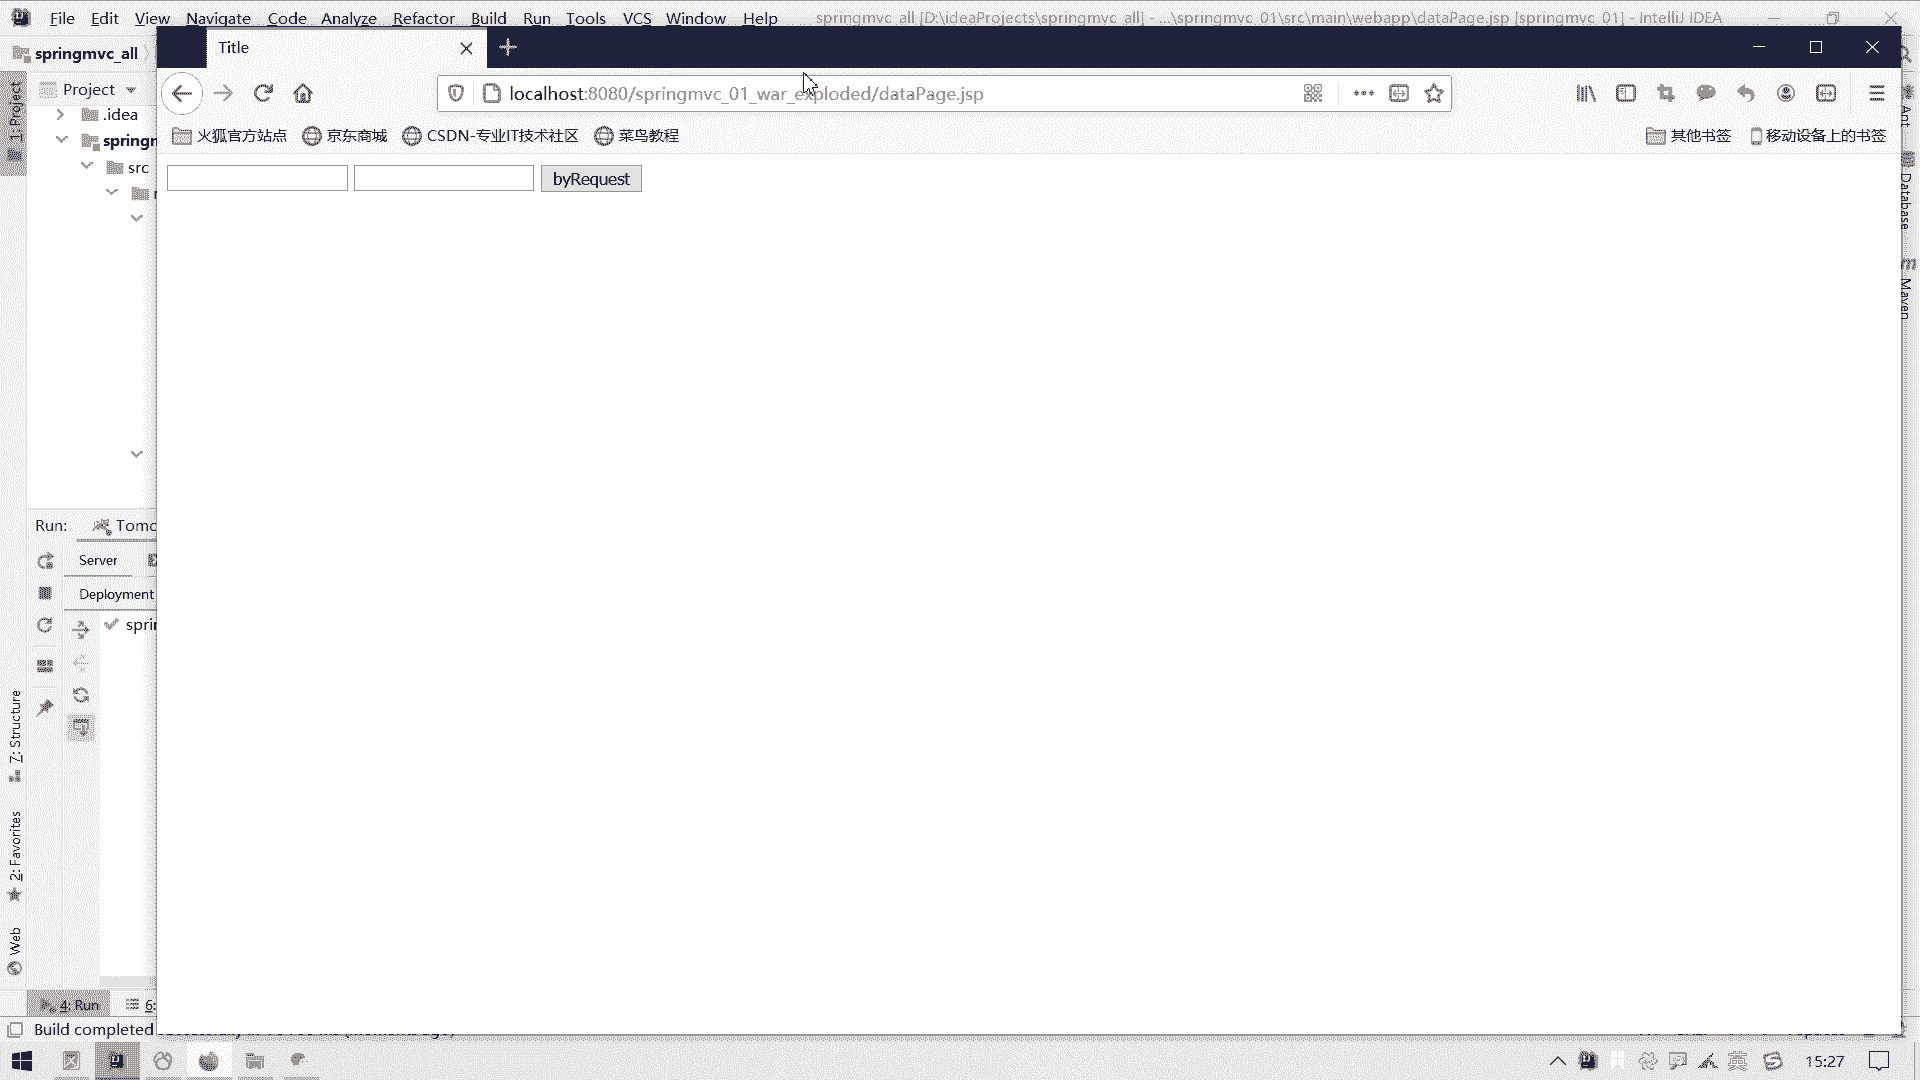 File Edit View Navigate Code Analyze Refactor Build Run Tools VCS Window Help springmvc_all [D:\ideaProjects\springmvc_all] - ...\springmvc_01\src\main\webapp\dataPage.jsp [springmvc_01] - IntelliJ IDEA
springmvc_all
Title
Project
localhost:8080/springmvc_01_war_exploded/dataPage.jsp
.idea
火狐官方站点 京东商城 CSDN-专业IT技术社区 菜鸟教程 其他书签 移动设备上的书签
springm
src
byRequest
1: Project
Ant
Database
Maven
Run: Tomc
Server
Deployment
sprin
7: Structure
2: Favorites
Web
4: Run 6:
Build completed
英 15:27